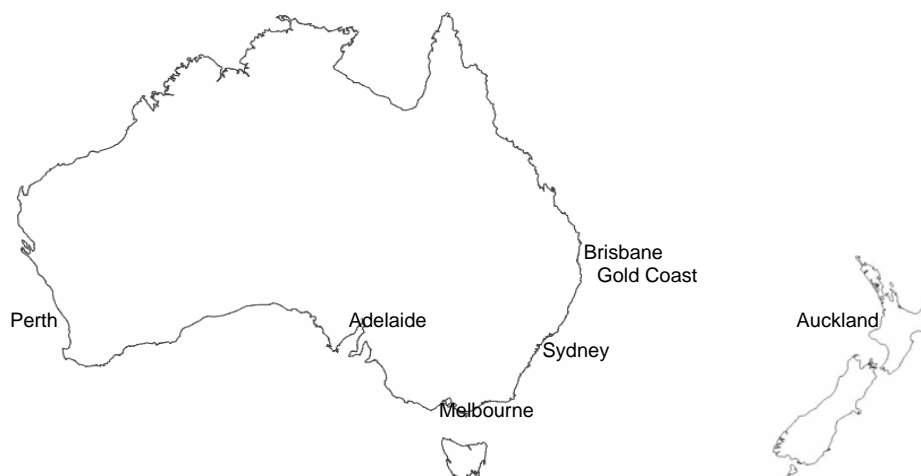 Brisbane
Gold Coast
Perth
Adelaide
Auckland
Sydney
Melbourne